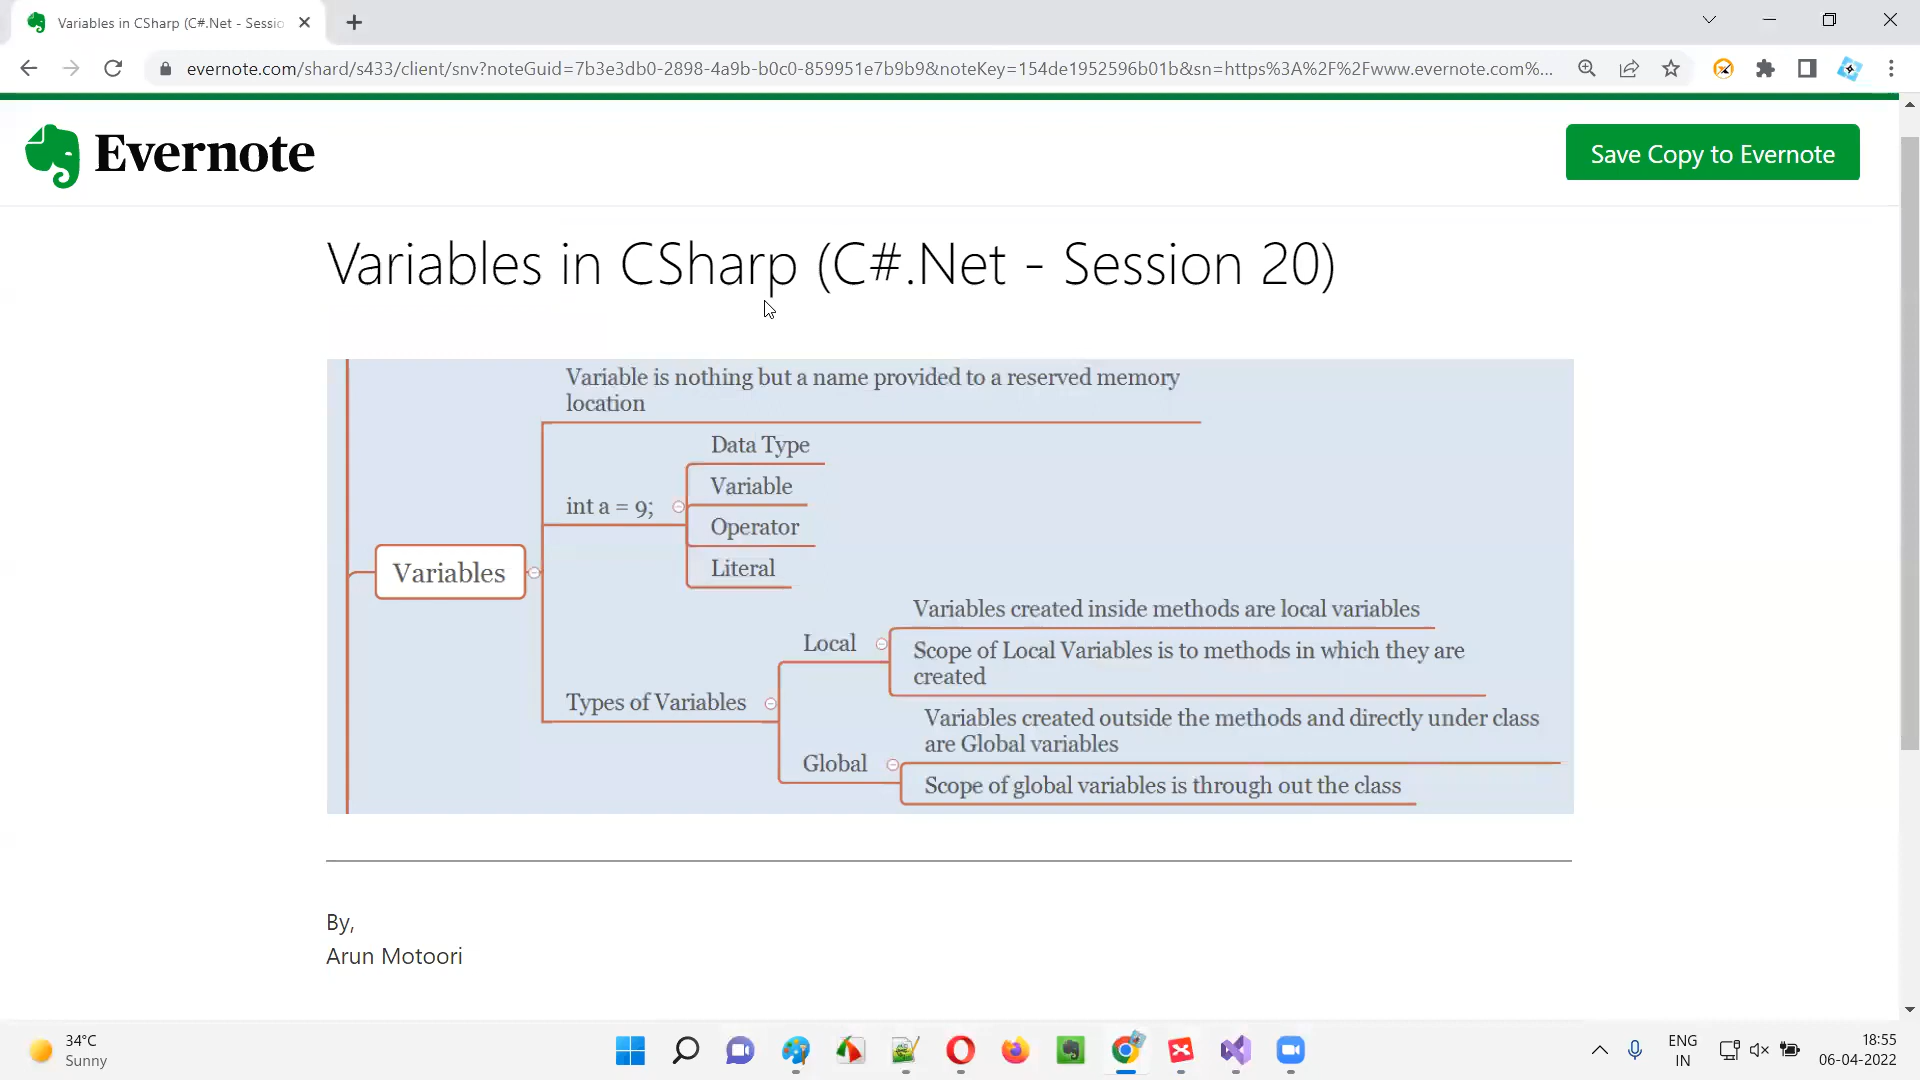 Variables in CSharp (C#.Net - Sessio
evernote.com/shard/s433/client/snv?noteGuid=7b3e3db0-2898-4a9b-b0c0-859951e7b9b9&noteKey=154de1952596b01b&sn=https%3A%2F%2Fwww.evernote.com%...
Evernote
Save Copy to Evernote
Variables in CSharp (C#.Net - Session 20)
Variable is nothing but a name provided to a reserved memory
location
Data Type
Variable
int a = 9;
Operator
Literal
Variables
Variables created inside methods are local variables
Local
Scope of Local Variables is to methods in which they are
created
Types of Variables
Variables created outside the methods and directly under class
are Global variables
Global
Scope of global variables is through out the class
By,
Arun Motoori
34°C
Sunny
ENG
IN
18:55
06-04-2022